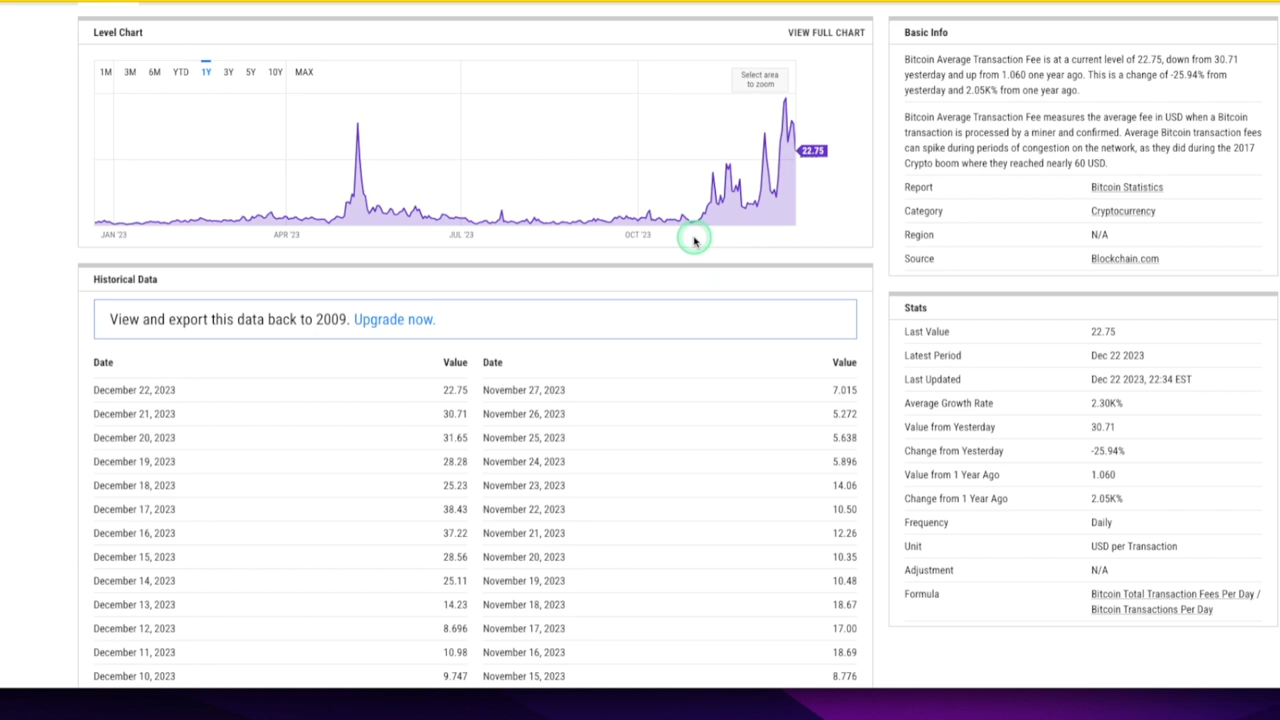 Level Chart
VIEW FULL CHART
1M 3M 6M YTD 1Y 3Y 5Y 10Y MAX
Select area
to zoom
22.75
JAN '23 APR '23 JUL '23 OCT '23
Historical Data
View and export this data back to 2009. Upgrade now.
Date Value Date Value
December 22, 2023 22.75 November 27, 2023 7.015
December 21, 2023 30.71 November 26, 2023 5.272
December 20, 2023 31.65 November 25, 2023 5.638
December 19, 2023 28.28 November 24, 2023 5.896
December 18, 2023 25.23 November 23, 2023 14.06
December 17, 2023 38.43 November 22, 2023 10.50
December 16, 2023 37.22 November 21, 2023 12.26
December 15, 2023 28.56 November 20, 2023 10.35
December 14, 2023 25.11 November 19, 2023 10.48
December 13, 2023 14.23 November 18, 2023 18.67
December 12, 2023 8.696 November 17, 2023 17.00
December 11, 2023 10.98 November 16, 2023 18.69
December 10, 2023 9.747 November 15, 2023 8.776
Basic Info
Bitcoin Average Transaction Fee is at a current level of 22.75, down from 30.71
yesterday and up from 1.060 one year ago. This is a change of -25.94% from
yesterday and 2.05K% from one year ago.
Bitcoin Average Transaction Fee measures the average fee in USD when a Bitcoin
transaction is processed by a miner and confirmed. Average Bitcoin transaction fees
can spike during periods of congestion on the network, as they did during the 2017
Crypto boom where they reached nearly 60 USD.
Report Bitcoin Statistics
Category Cryptocurrency
Region N/A
Source Blockchain.com
Stats
Last Value 22.75
Latest Period Dec 22 2023
Last Updated Dec 22 2023, 22:34 EST
Average Growth Rate 2.30K%
Value from Yesterday 30.71
Change from Yesterday -25.94%
Value from 1 Year Ago 1.060
Change from 1 Year Ago 2.05K%
Frequency Daily
Unit USD per Transaction
Adjustment N/A
Formula Bitcoin Total Transaction Fees Per Day /
Bitcoin Transactions Per Day